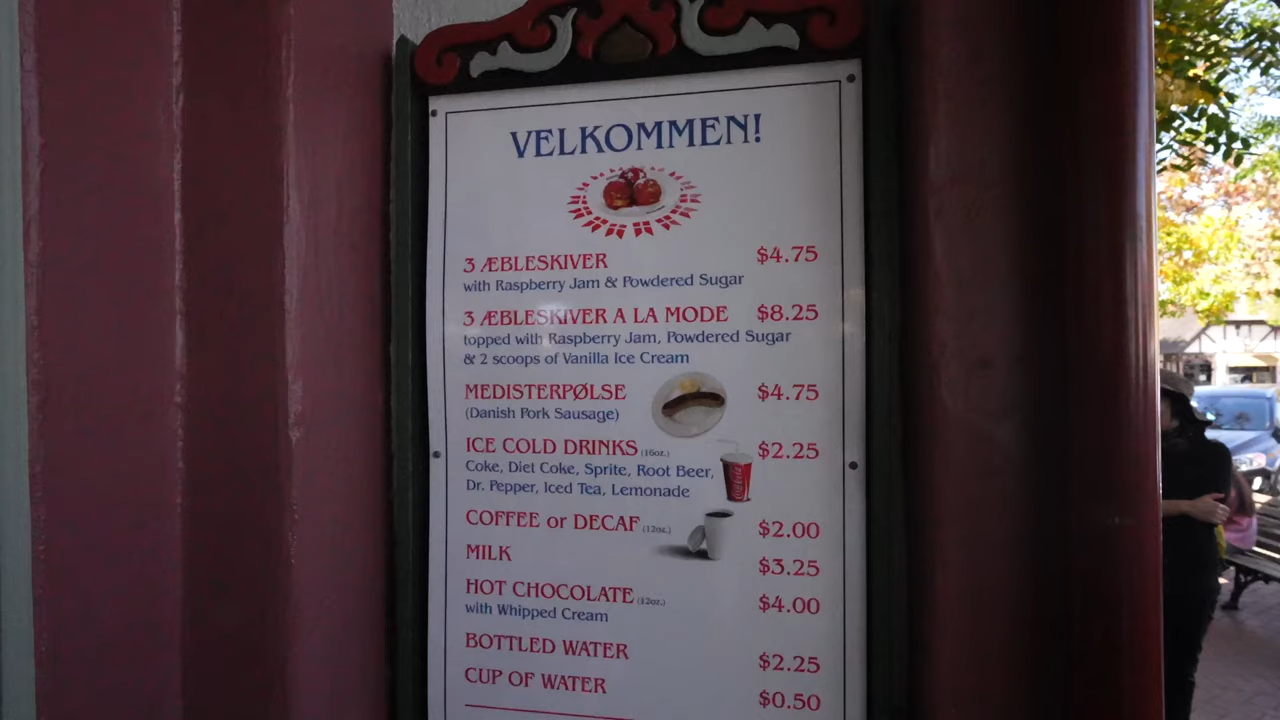 VELKOMMEN!
3 ÆBLESKIVER $4.75
with Raspberry Jam & Powdered Sugar
3 ÆBLESKIVER A LA MODE $8.25
topped with Raspberry Jam, Powdered Sugar
& 2 scoops of Vanilla Ice Cream
MEDISTERPØLSE $4.75
(Danish Pork Sausage)
ICE COLD DRINKS (16oz.) $2.25
Coke, Diet Coke, Sprite, Root Beer,
Dr. Pepper, Iced Tea, Lemonade
Coca-Cola
COFFEE or DECAF (12oz.) $2.00
MILK $3.25
HOT CHOCOLATE (12oz.) $4.00
with Whipped Cream
BOTTLED WATER $2.25
CUP OF WATER $0.50